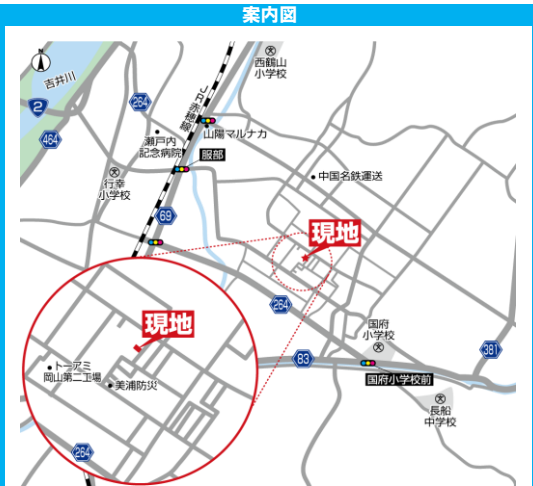 案内図
N
吉井川
2
464
264
JR赤穂線
西鶴山
小学校
山陽マルナカ
瀬戸内
記念病院
服部
行幸
小学校
中国名鉄運送
69
現地
264
国府
小学校
381
83
国府小学校前
長船
中学校
現地
トーアミ
岡山第二工場
美浦防災
264